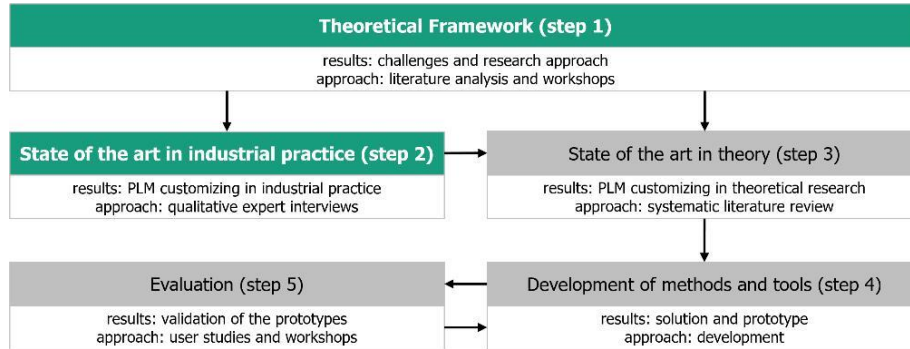 Theoretical Framework (step 1)
results: challenges and research approach
approach: literature analysis and workshops
State of the art in industrial practice (step 2)
results: PLM customizing in industrial practice
approach: qualitative expert interviews
State of the art in theory (step 3)
results: PLM customizing in theoretical research
approach: systematic literature review
Evaluation (step 5)
results: validation of the prototypes
approach: user studies and workshops
Development of methods and tools (step 4)
results: solution and prototype
approach: development